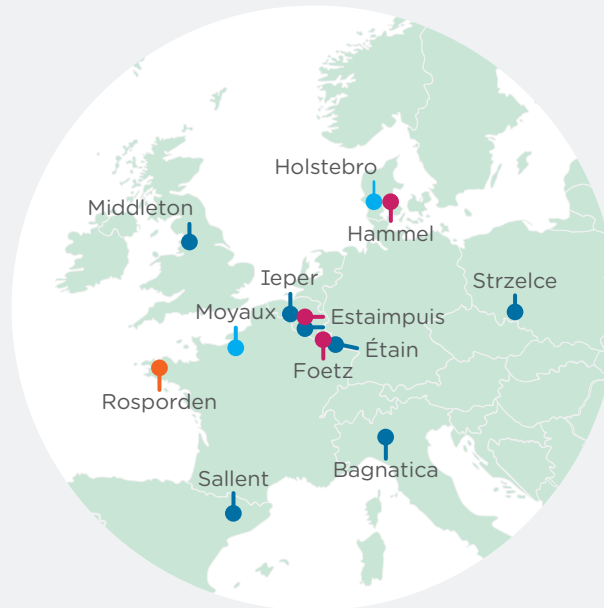 Holstebro
Middleton
Hammel
Ieper
Strzelce
Moyaux
Estaimpuis
Étain
Foetz
Rosporden
Bagnatica
Sallent